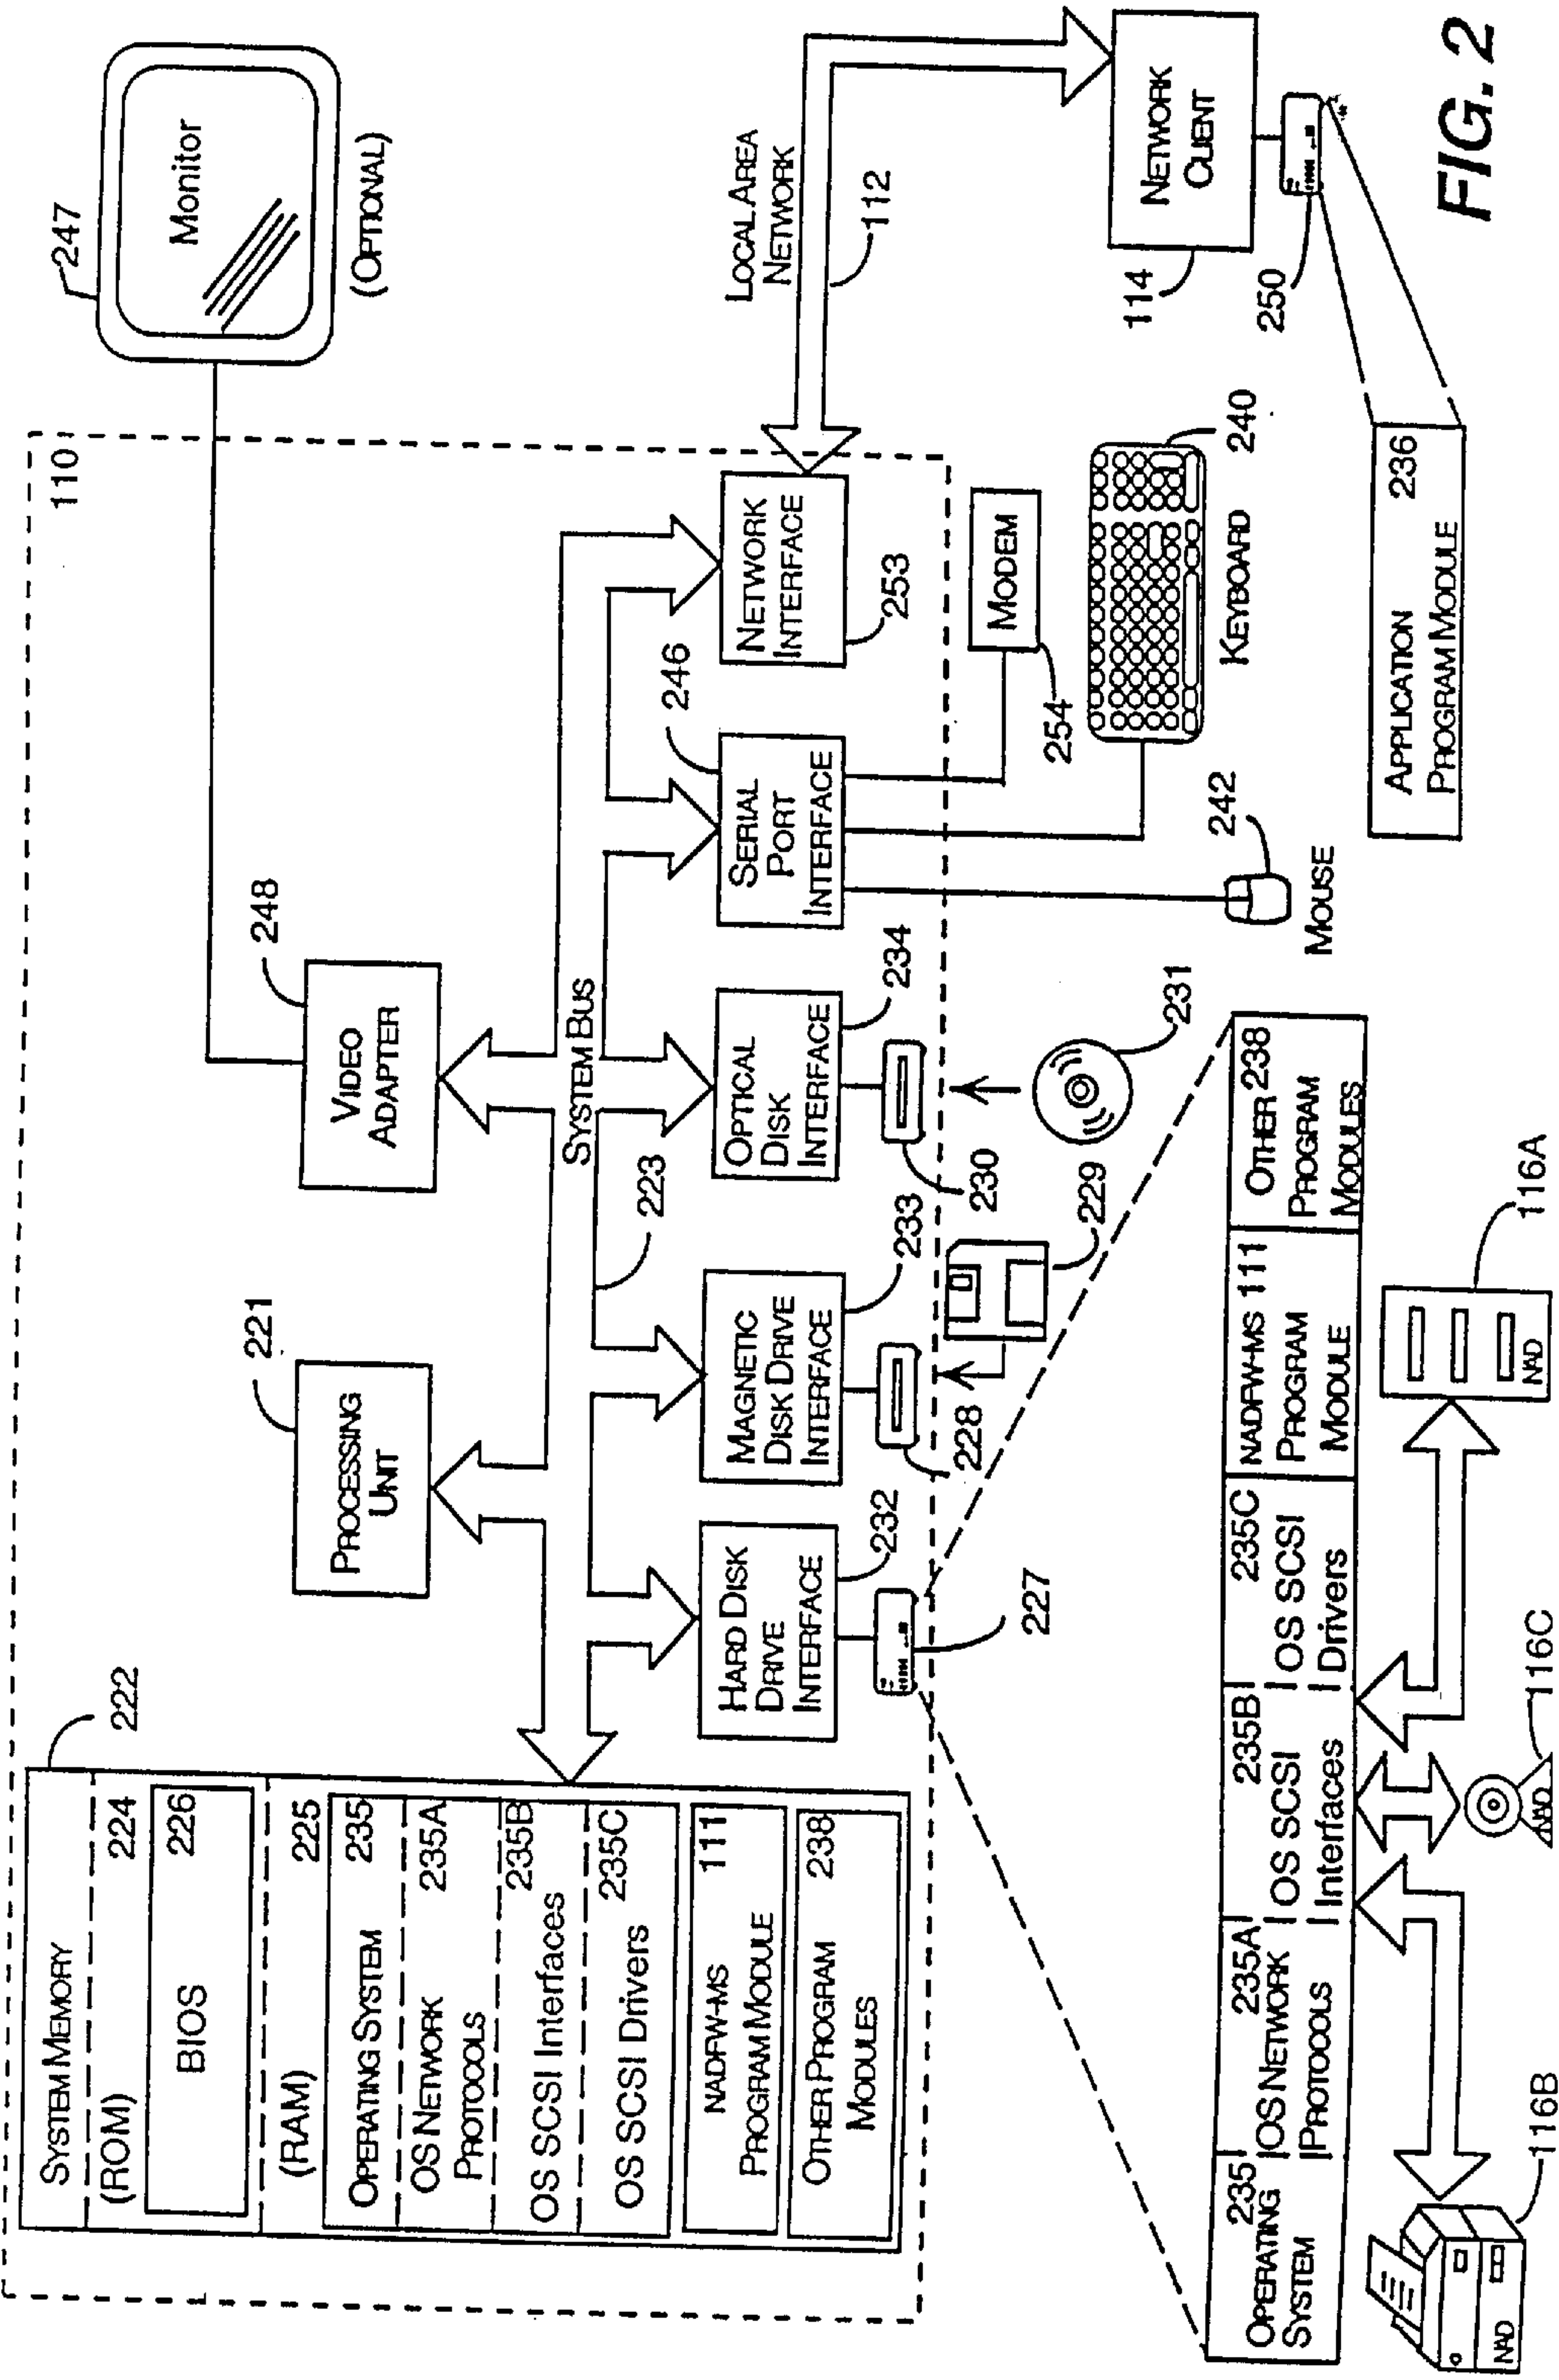 110
SYSTEM MEMORY
222
(ROM)
224
BIOS
226
(RAM)
225
OPERATING SYSTEM
235
OS NETWORK
235A
PROTOCOLS
OS SCSI Interfaces
235B
OS SCSI Drivers
235C
NADFW-MS
111
PROGRAM MODULE
OTHER PROGRAM
238
MODULES
PROCESSING
UNIT
221
VIDEO
ADAPTER
248
Monitor
247
(OPTIONAL)
SYSTEM BUS
223
HARD DISK
DRIVE
INTERFACE
232
227
MAGNETIC
DISK DRIVE
INTERFACE
233
228
229
OPTICAL
DISK
INTERFACE
234
230
231
SERIAL
PORT
INTERFACE
246
NETWORK
INTERFACE
253
LOCAL AREA
NETWORK
112
MODEM
254
KEYBOARD
240
MOUSE
242
NETWORK
CLIENT
114
250
APPLICATION
236
PROGRAM MODULE
235
OPERATING
SYSTEM
235A
OS NETWORK
PROTOCOLS
235B
OS SCSI
Interfaces
235C
OS SCSI
Drivers
NADFW-MS 111
PROGRAM
MODULE
OTHER 238
PROGRAM
MODULES
NAD
116B
NAD
116C
NAD
116A
FIG. 2